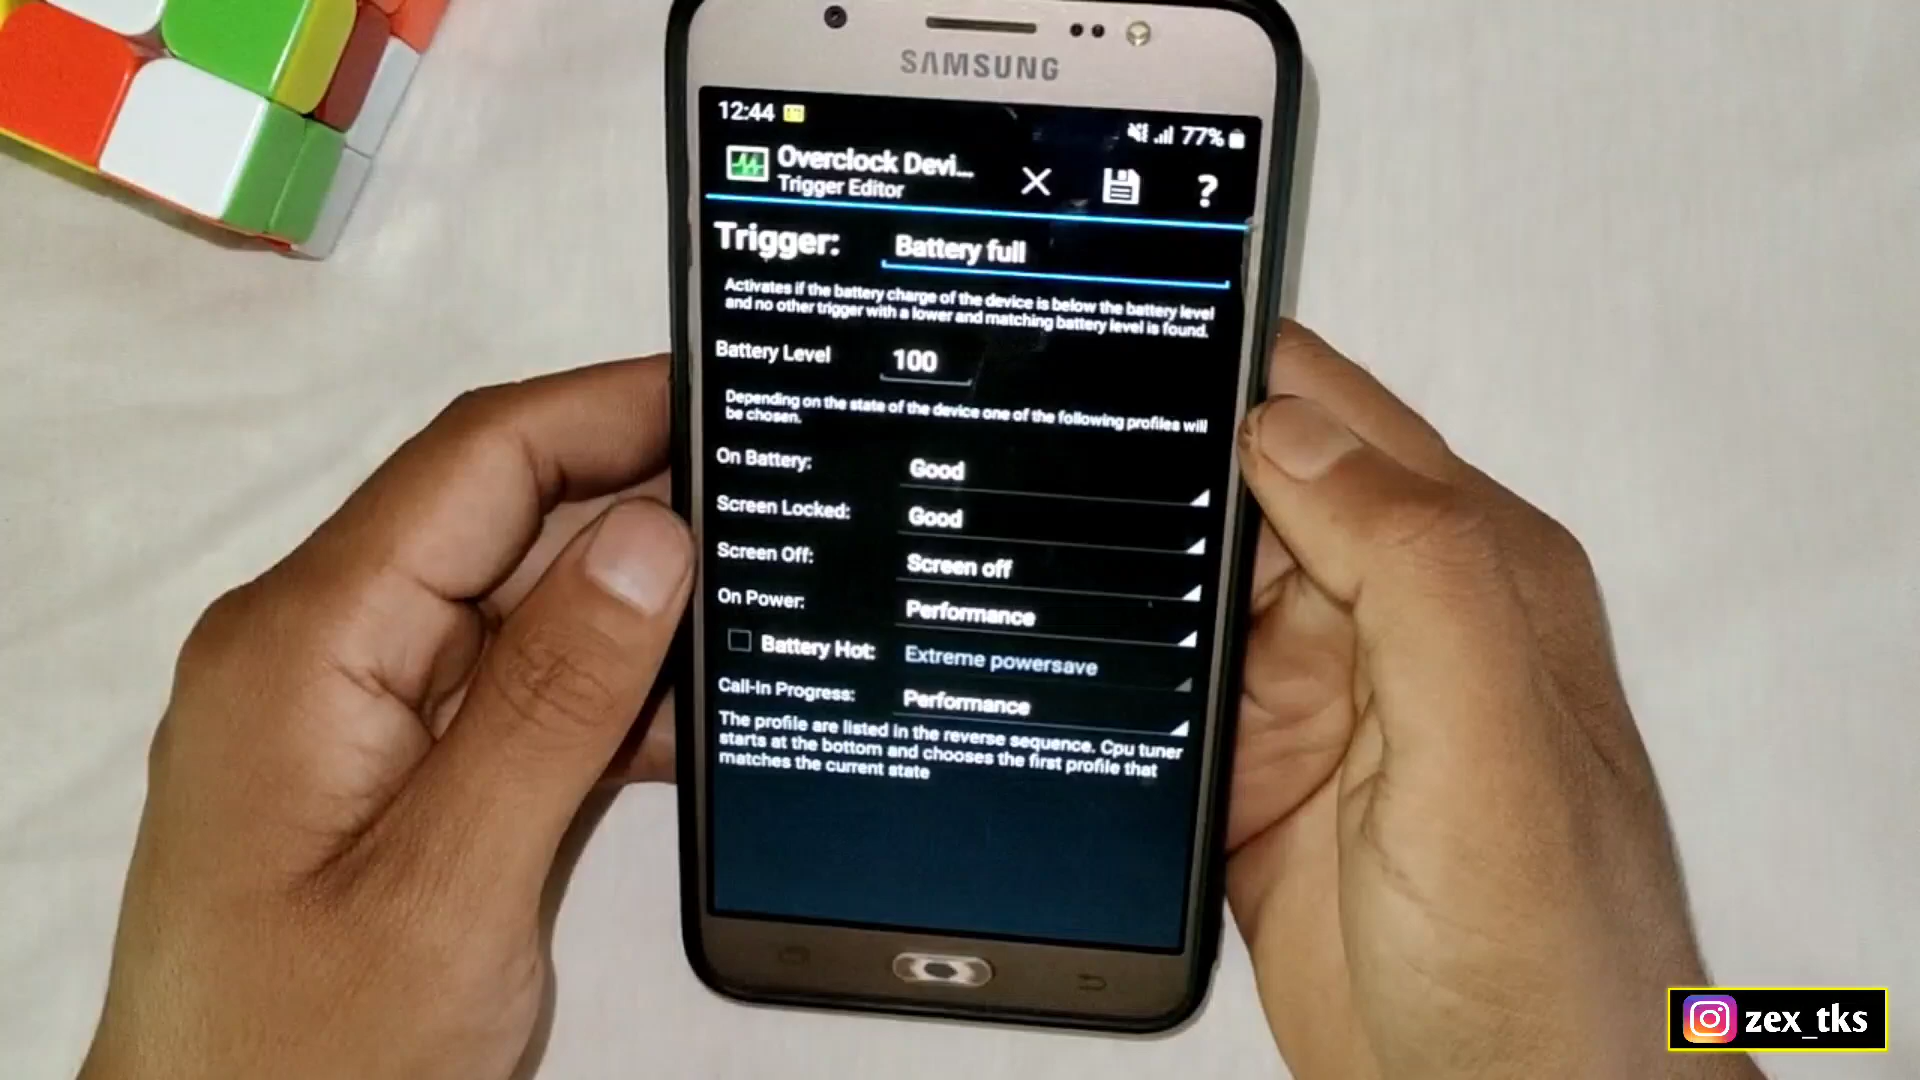 SAMSUNG
12:44
77%
Overclock Devi...
Trigger Editor
?
Trigger:
Battery full
Activates if the battery charge of the device is below the battery level
and no other trigger with a lower and matching battery level is found.
Battery Level
100
Depending on the state of the device one of the following profiles will
be chosen.
On Battery:
Good
Screen Locked:
Good
Screen Off:
Screen off
On Power:
Performance
Battery Hot:
Extreme powersave
Call-In Progress:
Performance
The profile are listed in the reverse sequence. Cpu tuner
starts at the bottom and chooses the first profile that
matches the current state
zex_tks